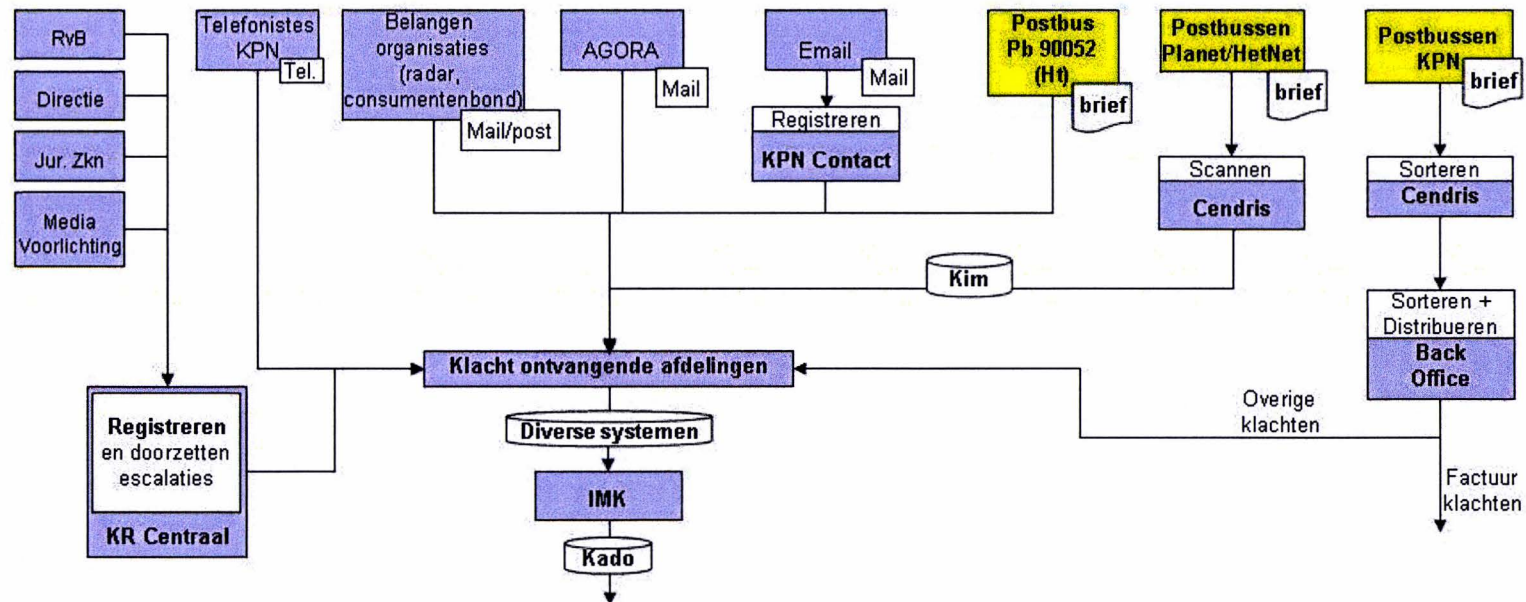 RvB
Directie
Jur. Zkn
Media
Voorlichting
Telefonistes
KPN
Tel.
Belangen
organisaties
(radar,
consumentenbond)
Mail/post
AGORA
Mail
Email
Mail
Registreren
KPN Contact
Postbus
Pb 90052
(Ht)
brief
Postbussen
Planet/HetNet
brief
Scannen
Cendris
Postbussen
KPN
brief
Sorteren
Cendris
Kim
Sorteren +
Distribueren
Back
Office
Klacht ontvangende afdelingen
Overige
klachten
Diverse systemen
Registreren
en doorzetten
escalaties
KR Centraal
IMK
Factuur
klachten
Kado